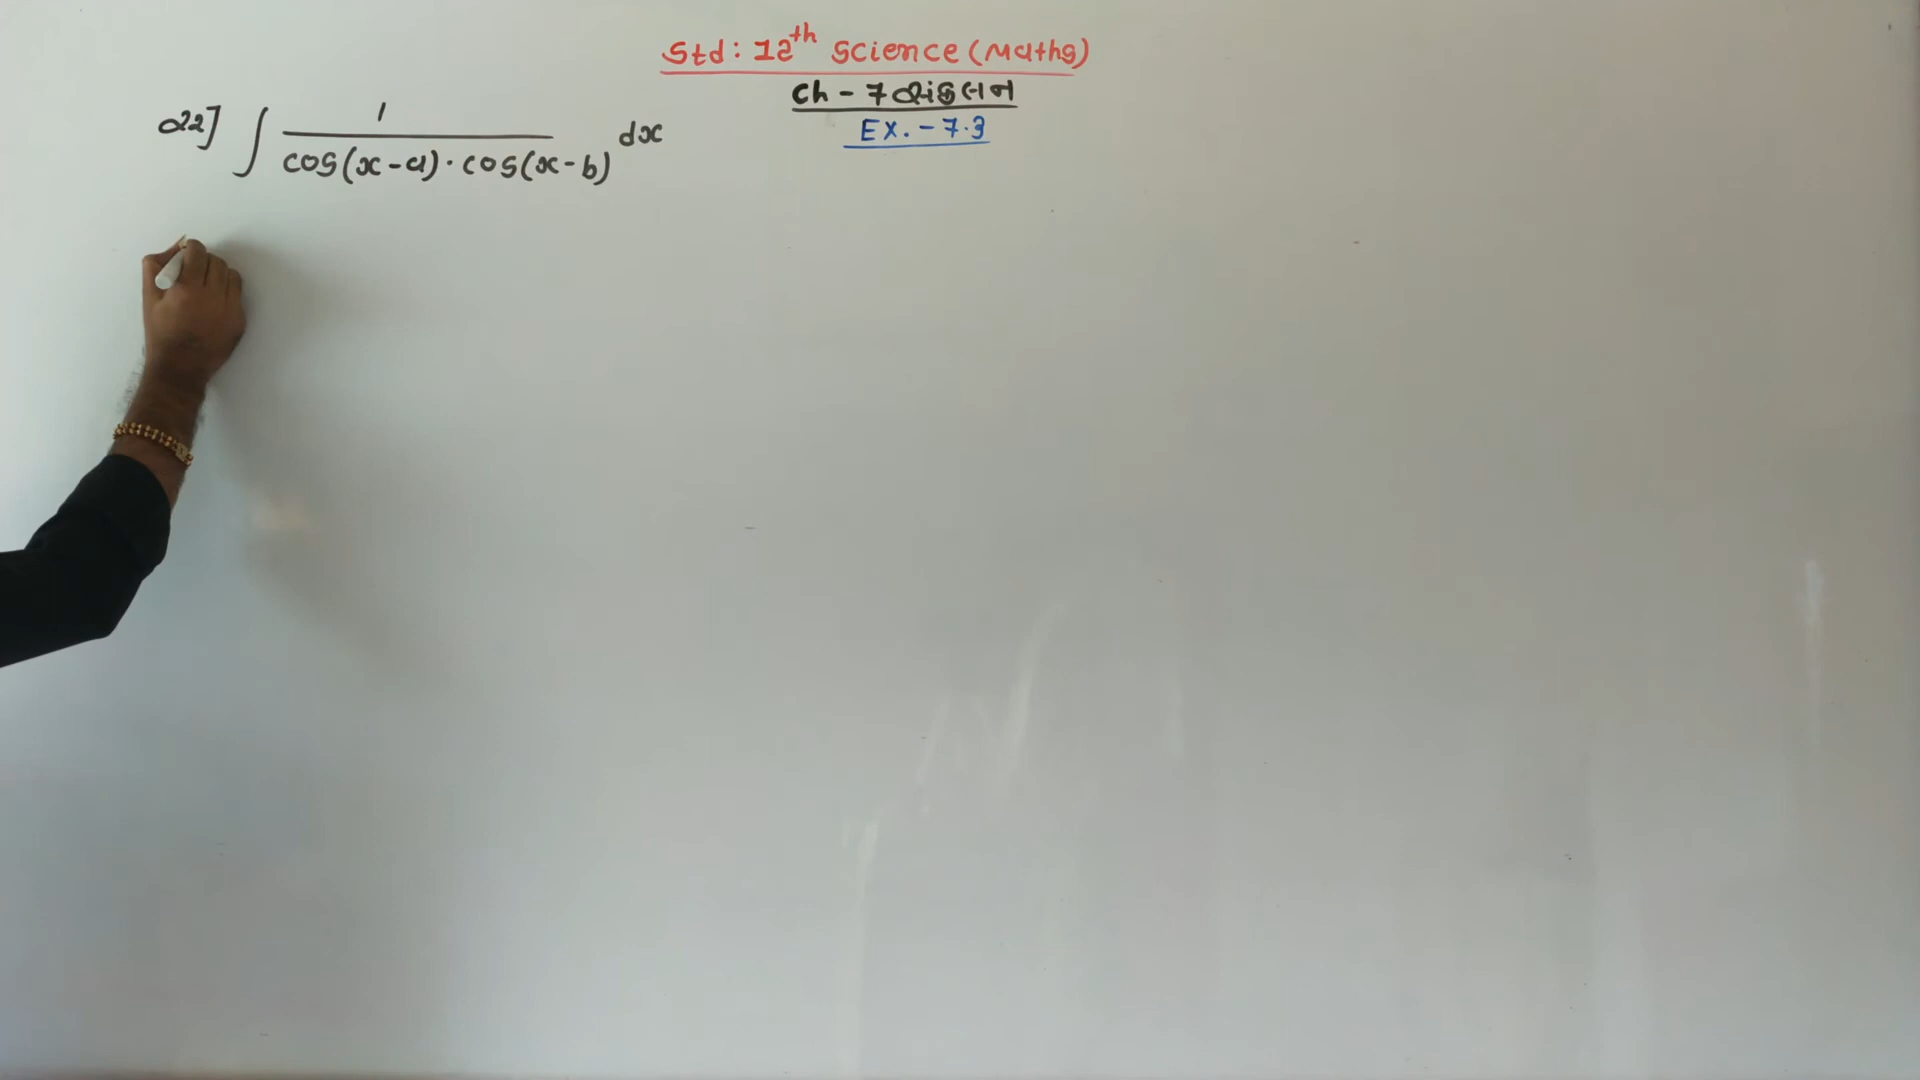 Std: 12th Science (Maths)
Ch - 7 સંકલન
Ex. - 7.3
22] ∫ 1 / cos(x-a)·cos(x-b) dx